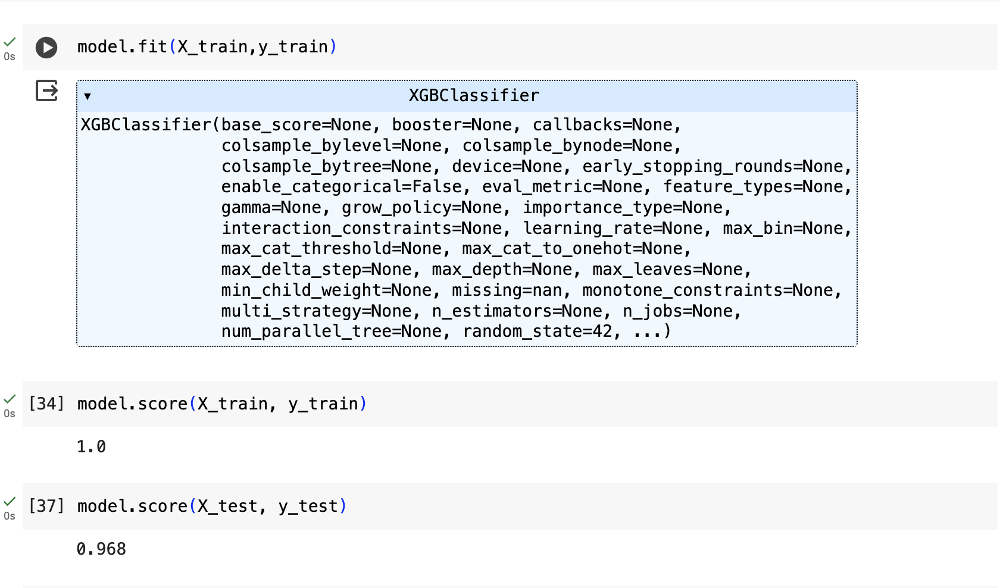 model.fit(X_train,y_train)
0s
▼ XGBClassifier
XGBClassifier(base_score=None, booster=None, callbacks=None,
colsample_bylevel=None, colsample_bynode=None,
colsample_bytree=None, device=None, early_stopping_rounds=None,
enable_categorical=False, eval_metric=None, feature_types=None,
gamma=None, grow_policy=None, importance_type=None,
interaction_constraints=None, learning_rate=None, max_bin=None,
max_cat_threshold=None, max_cat_to_onehot=None,
max_delta_step=None, max_depth=None, max_leaves=None,
min_child_weight=None, missing=nan, monotone_constraints=None,
multi_strategy=None, n_estimators=None, n_jobs=None,
num_parallel_tree=None, random_state=42, ...)
[34] model.score(X_train, y_train)
0s
1.0
[37] model.score(X_test, y_test)
0s
0.968